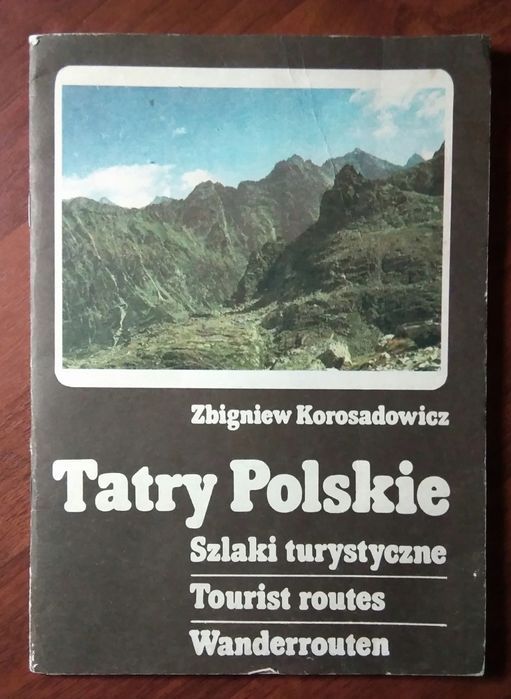 Zbigniew Korosadowicz
Tatry Polskie
Szlaki turystyczne
Tourist routes
Wanderrouten